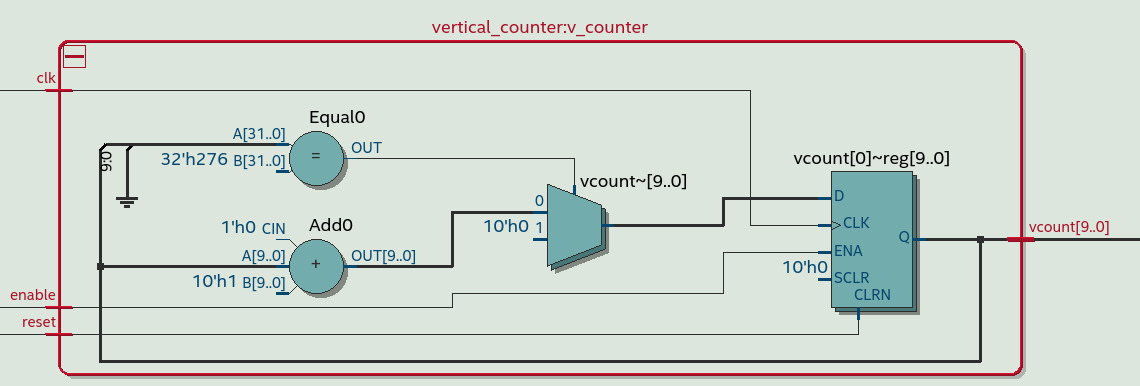 vertical_counter:v_counter
clk
Equal0
A[31..0]
32'h276 B[31..0]
=
OUT
9:0
vcount~[9..0]
0
10'h0 1
1'h0 CIN
Add0
A[9..0]
10'h1 B[9..0]
+
OUT[9..0]
vcount[0]~reg[9..0]
D
CLK
ENA
10'h0 SCLR
CLRN
Q
vcount[9..0]
enable
reset